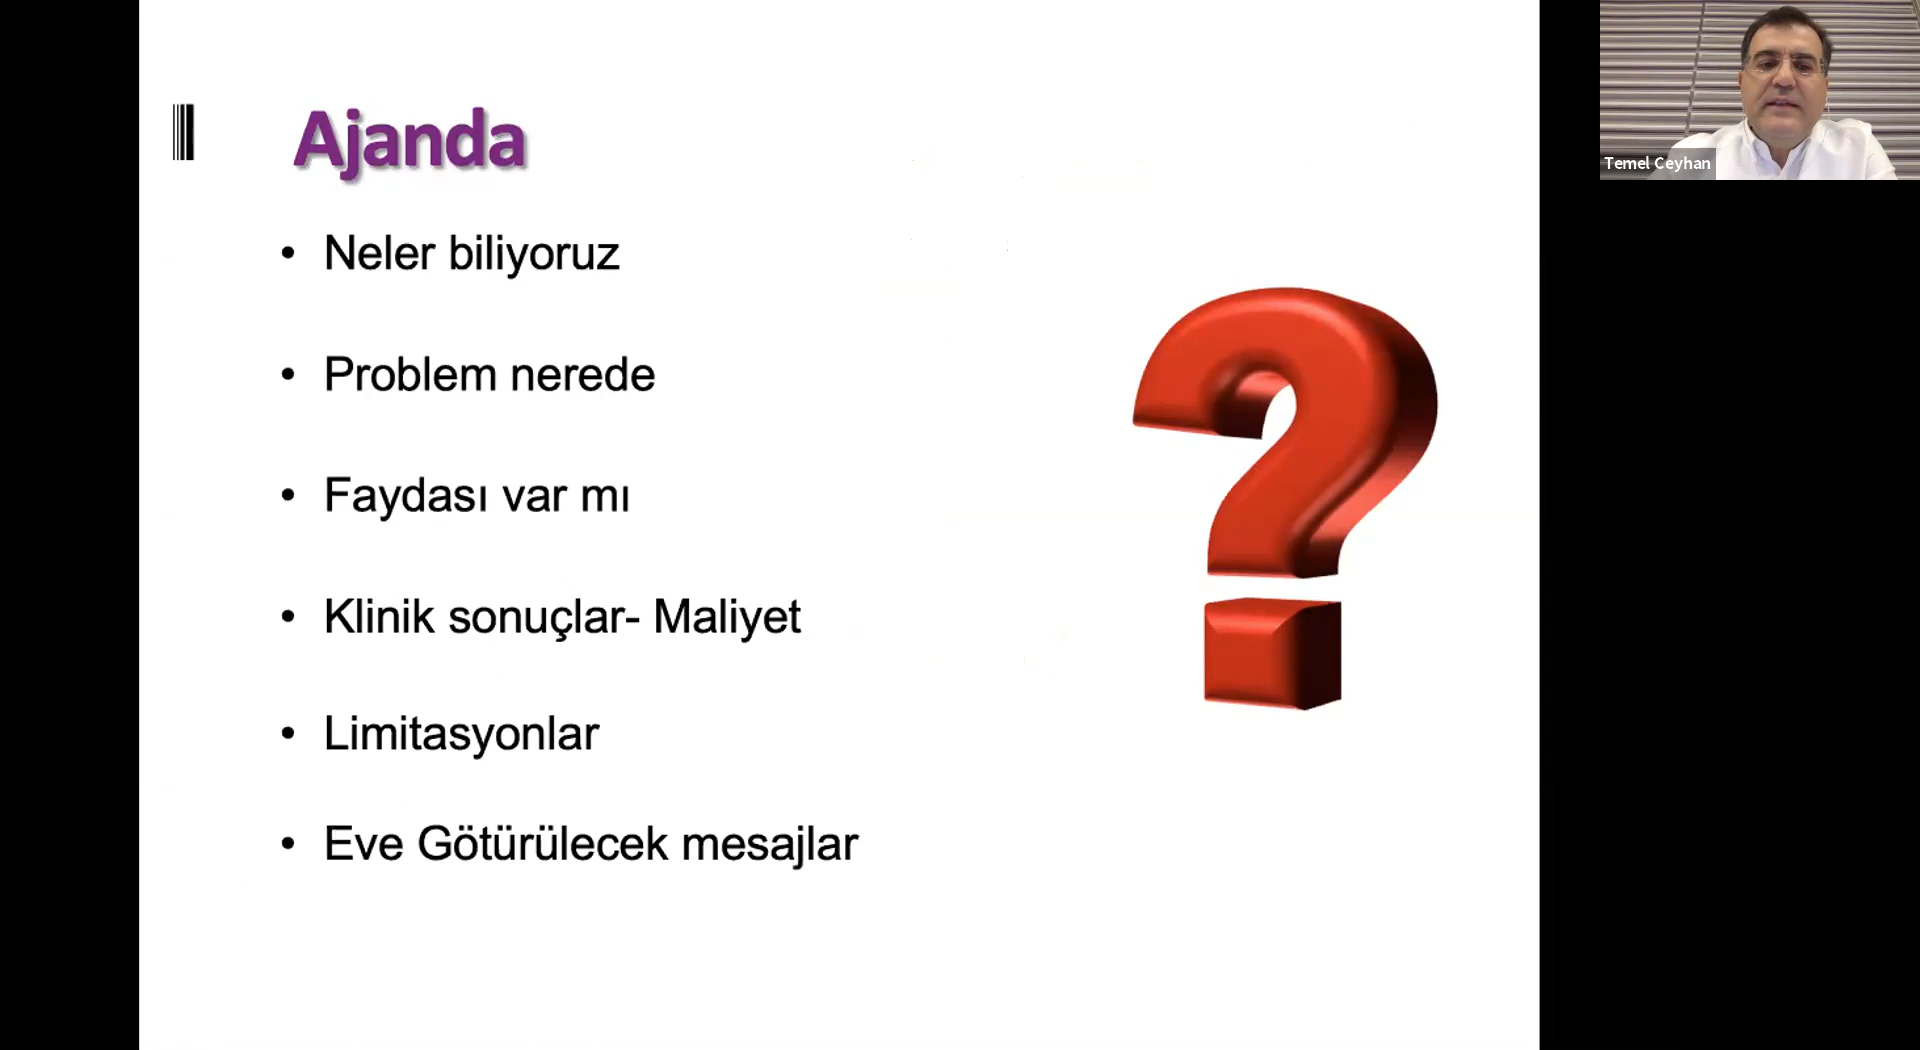 Ajanda
• Neler biliyoruz
• Problem nerede
• Faydası var mı
• Klinik sonuçlar- Maliyet
• Limitasyonlar
• Eve Götürülecek mesajlar
Temel Ceyhan